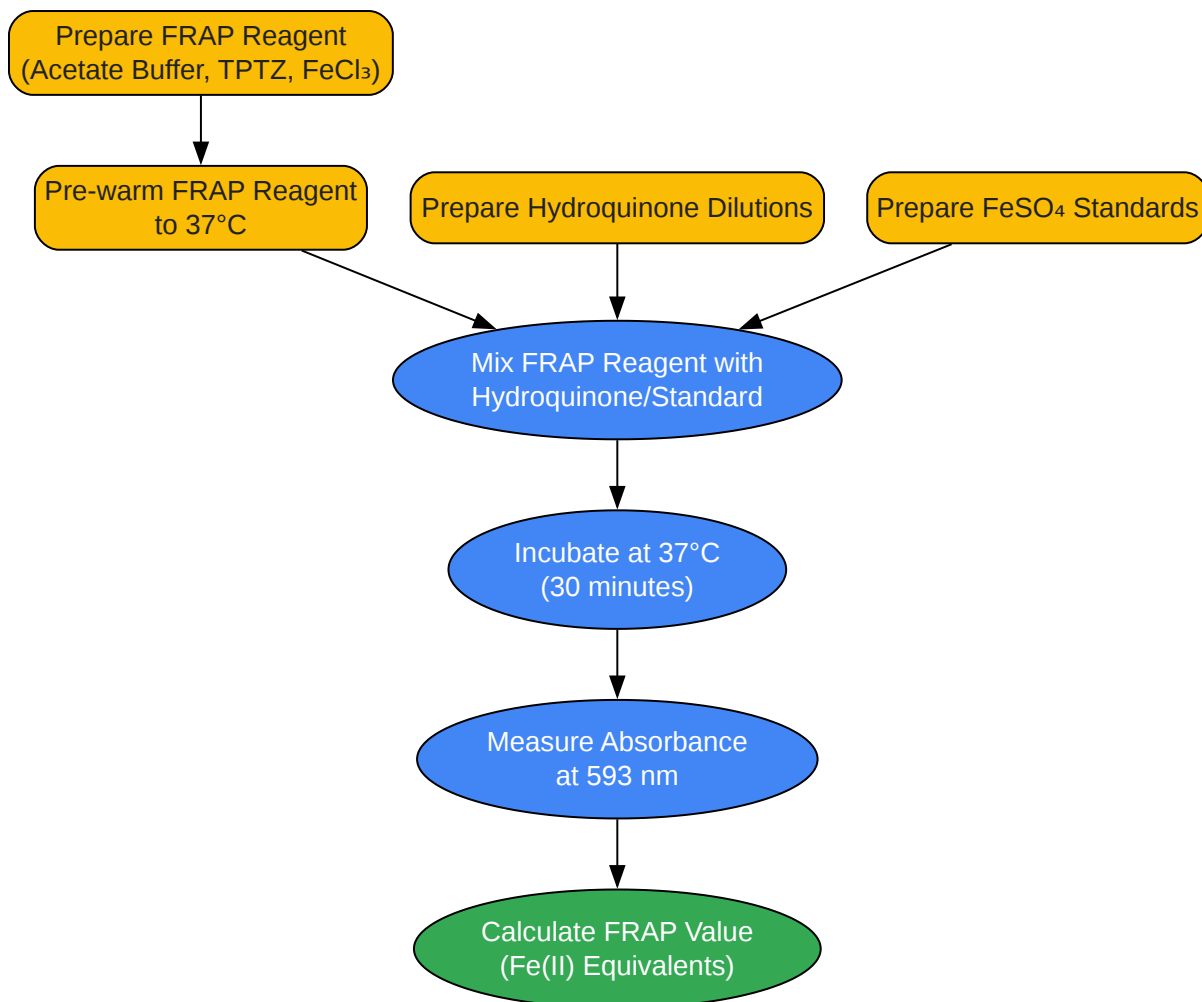 Prepare FRAP Reagent
(Acetate Buffer, TPTZ, FeCl₃)
Pre-warm FRAP Reagent
to 37°C
Prepare Hydroquinone Dilutions
Prepare FeSO₄ Standards
Mix FRAP Reagent with
Hydroquinone/Standard
Incubate at 37°C
(30 minutes)
Measure Absorbance
at 593 nm
Calculate FRAP Value
(Fe(II) Equivalents)